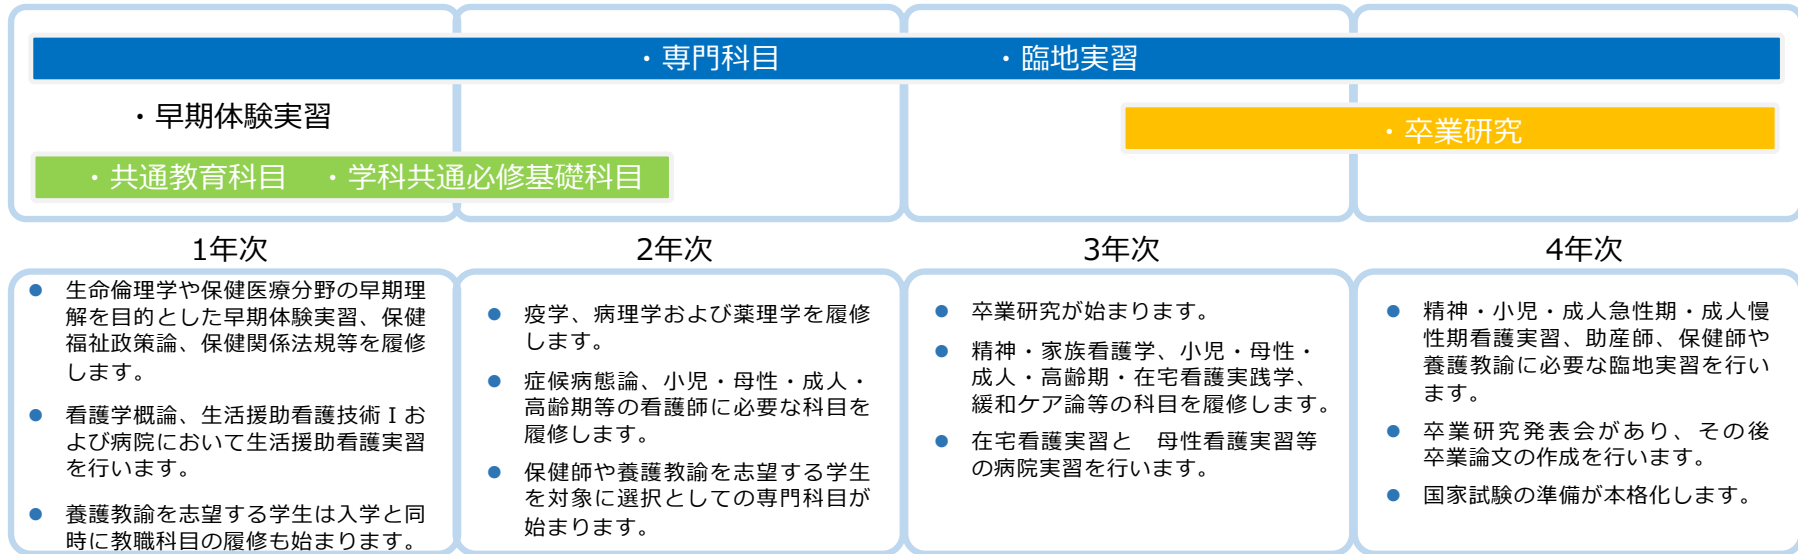 ・専門科目　・臨地実習
・早期体験実習
・卒業研究
・共通教育科目　・学科共通必修基礎科目
1年次
2年次
3年次
4年次
● 生命倫理学や保健医療分野の早期理
解を目的とした早期体験実習、保健
福祉政策論、保健関係法規等を履修
します。
● 看護学概論、生活援助看護技術Ⅰお
よび病院において生活援助看護実習
を行います。
● 養護教諭を志望する学生は入学と同
時に教職科目の履修も始まります。
● 疫学、病理学および薬理学を履修
します。
● 症候病態論、小児・母性・成人・
高齢期等の看護師に必要な科目を
履修します。
● 保健師や養護教諭を志望する学生
を対象に選択としての専門科目が
始まります。
● 卒業研究が始まります。
● 精神・家族看護学、小児・母性・
成人・高齢期・在宅看護実践学、
緩和ケア論等の科目を履修します。
● 在宅看護実習と　母性看護実習等
の病院実習を行います。
● 精神・小児・成人急性期・成人慢
性期看護実習、助産師、保健師や
養護教諭に必要な臨地実習を行い
ます。
● 卒業研究発表会があり、その後
卒業論文の作成を行います。
● 国家試験の準備が本格化します。